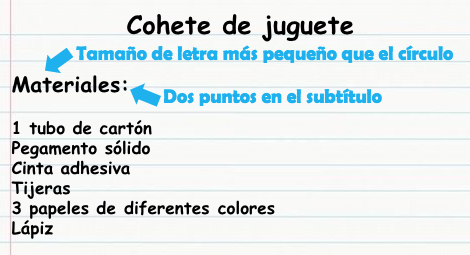 Cohete de juguete
Tamaño de letra más pequeño que el círculo
Materiales:
Dos puntos en el subtítulo
1 tubo de cartón
Pegamento sólido
Cinta adhesiva
Tijeras
3 papeles de diferentes colores
Lápiz